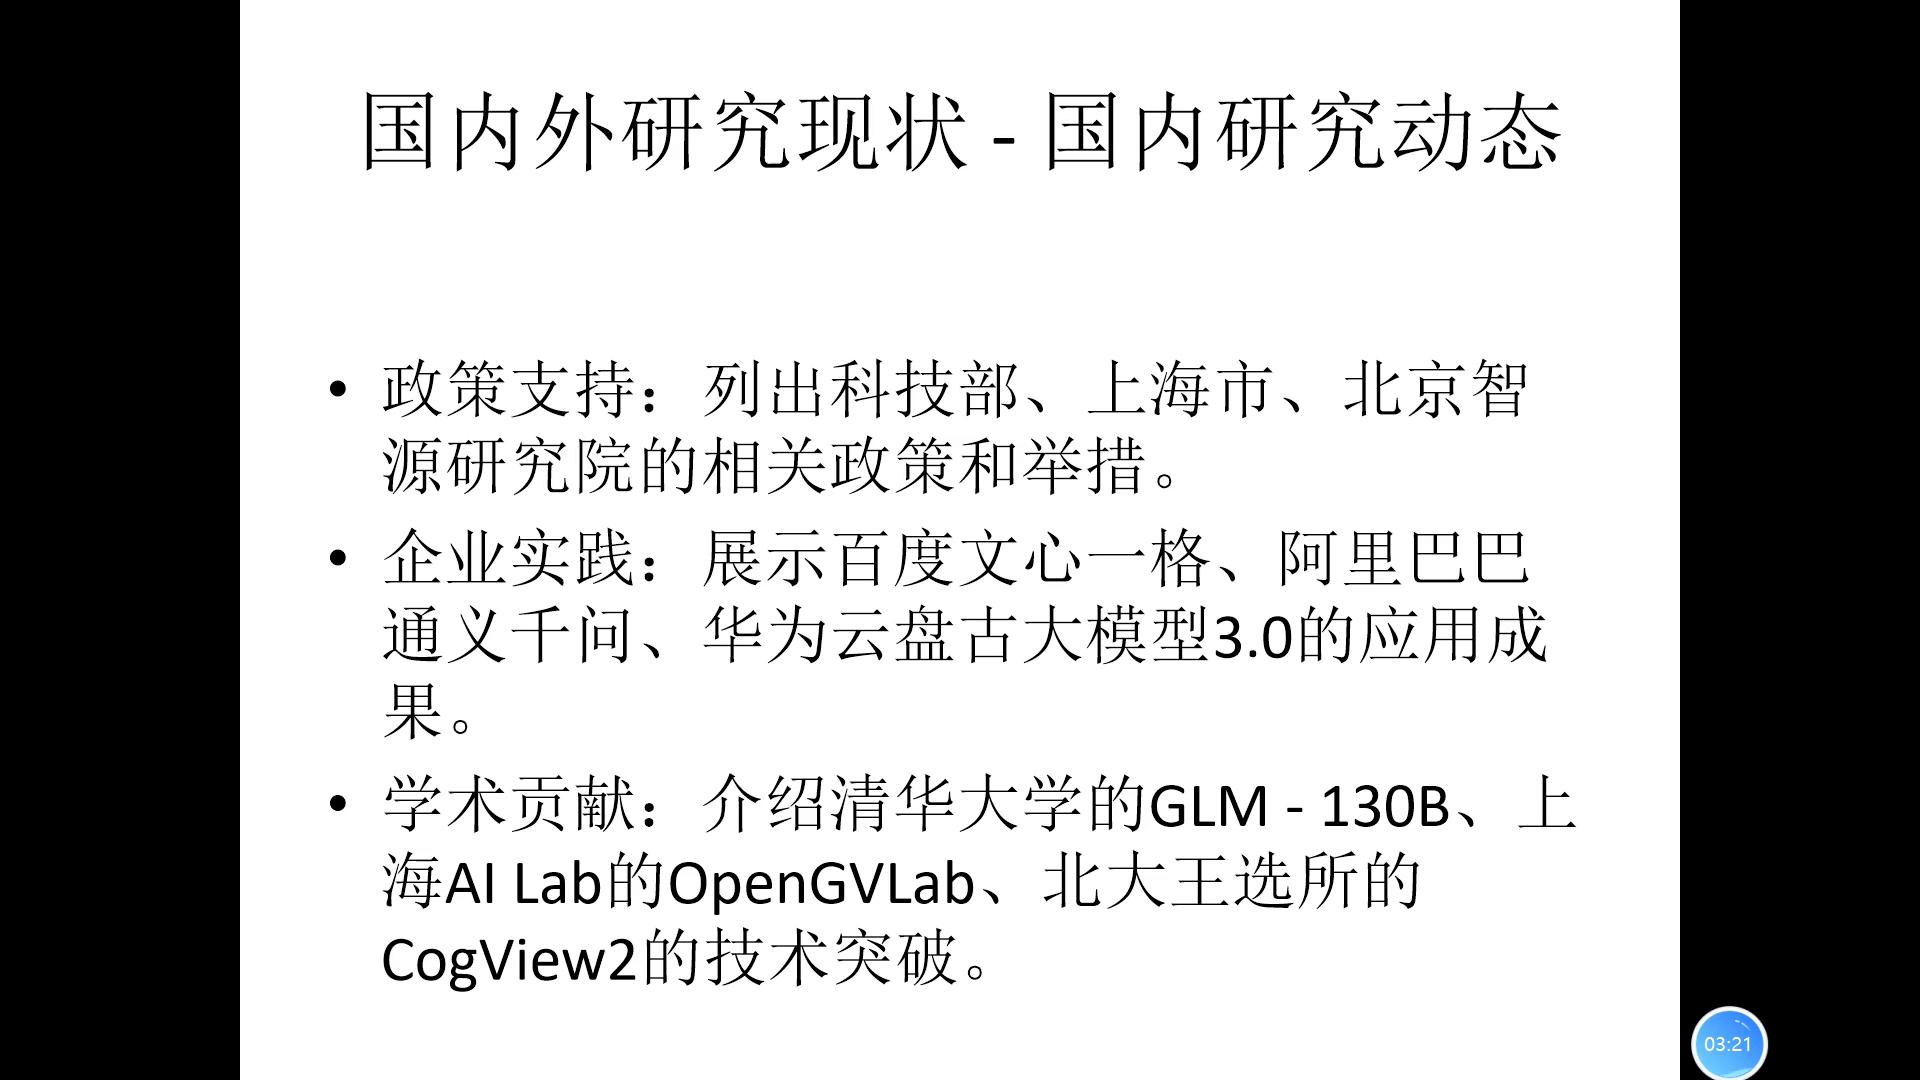 国内外研究现状 - 国内研究动态
• 政策支持：列出科技部、上海市、北京智
源研究院的相关政策和举措。
• 企业实践：展示百度文心一格、阿里巴巴
通义千问、华为云盘古大模型3.0的应用成
果。
• 学术贡献：介绍清华大学的GLM - 130B、上
海AI Lab的OpenGVLab、北大王选所的
CogView2的技术突破。
03:21